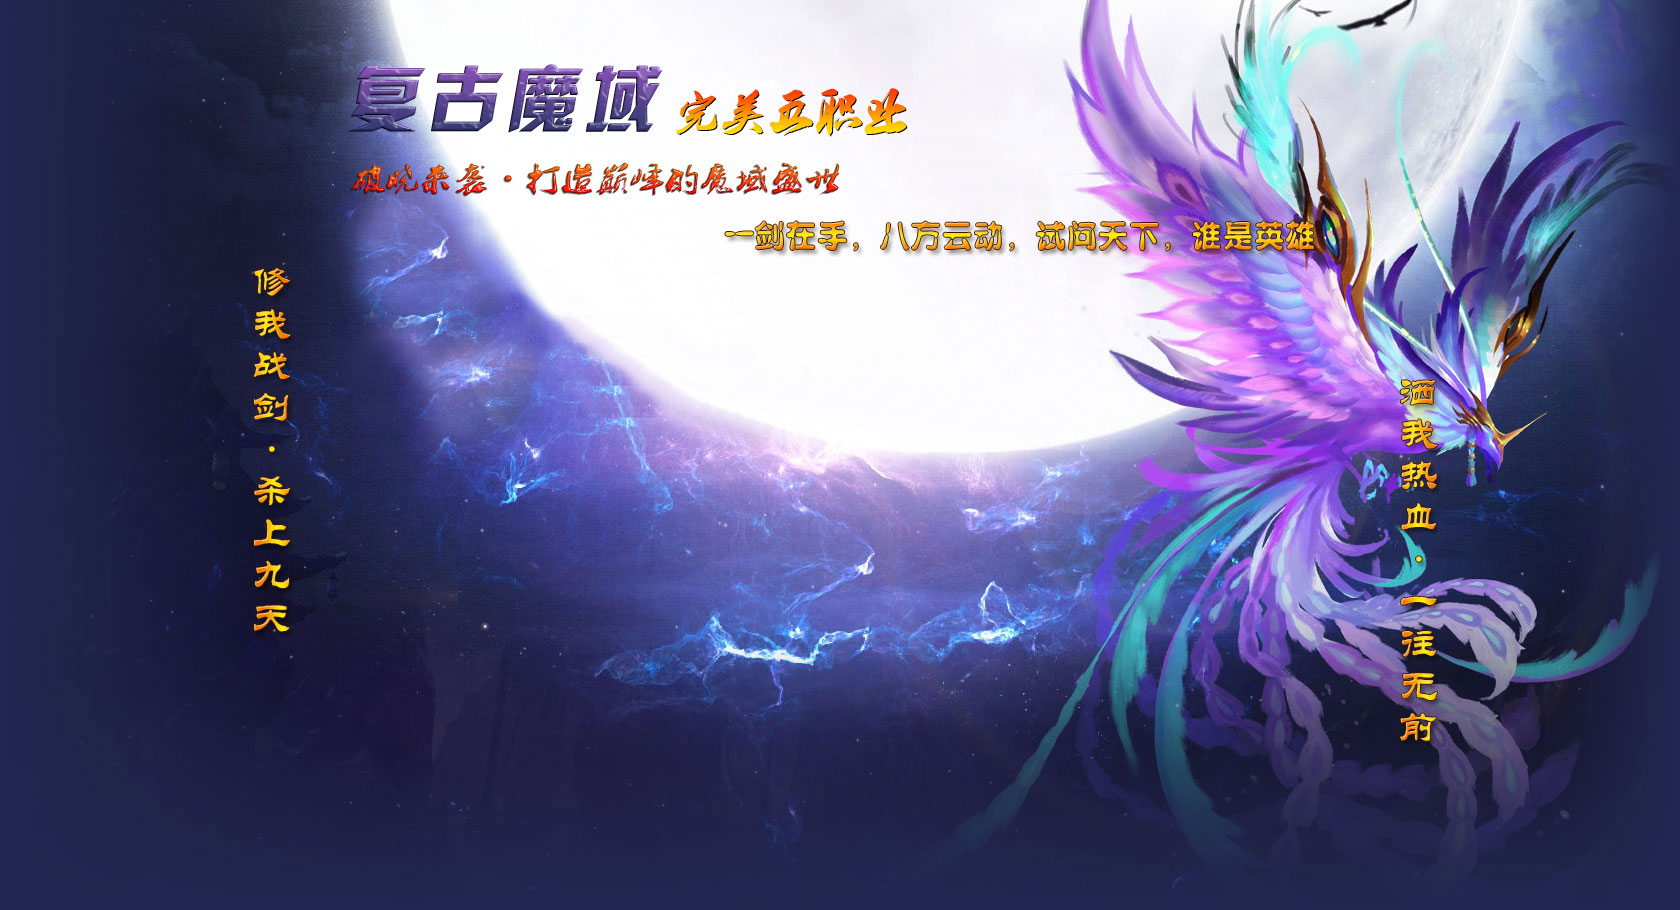 复古魔域 完美五职业
破晓来袭·打造巅峰的魔域盛世
一剑在手，八方云动，试问天下，谁是英雄
修我战剑·杀上九天
洒我热血·一往无前